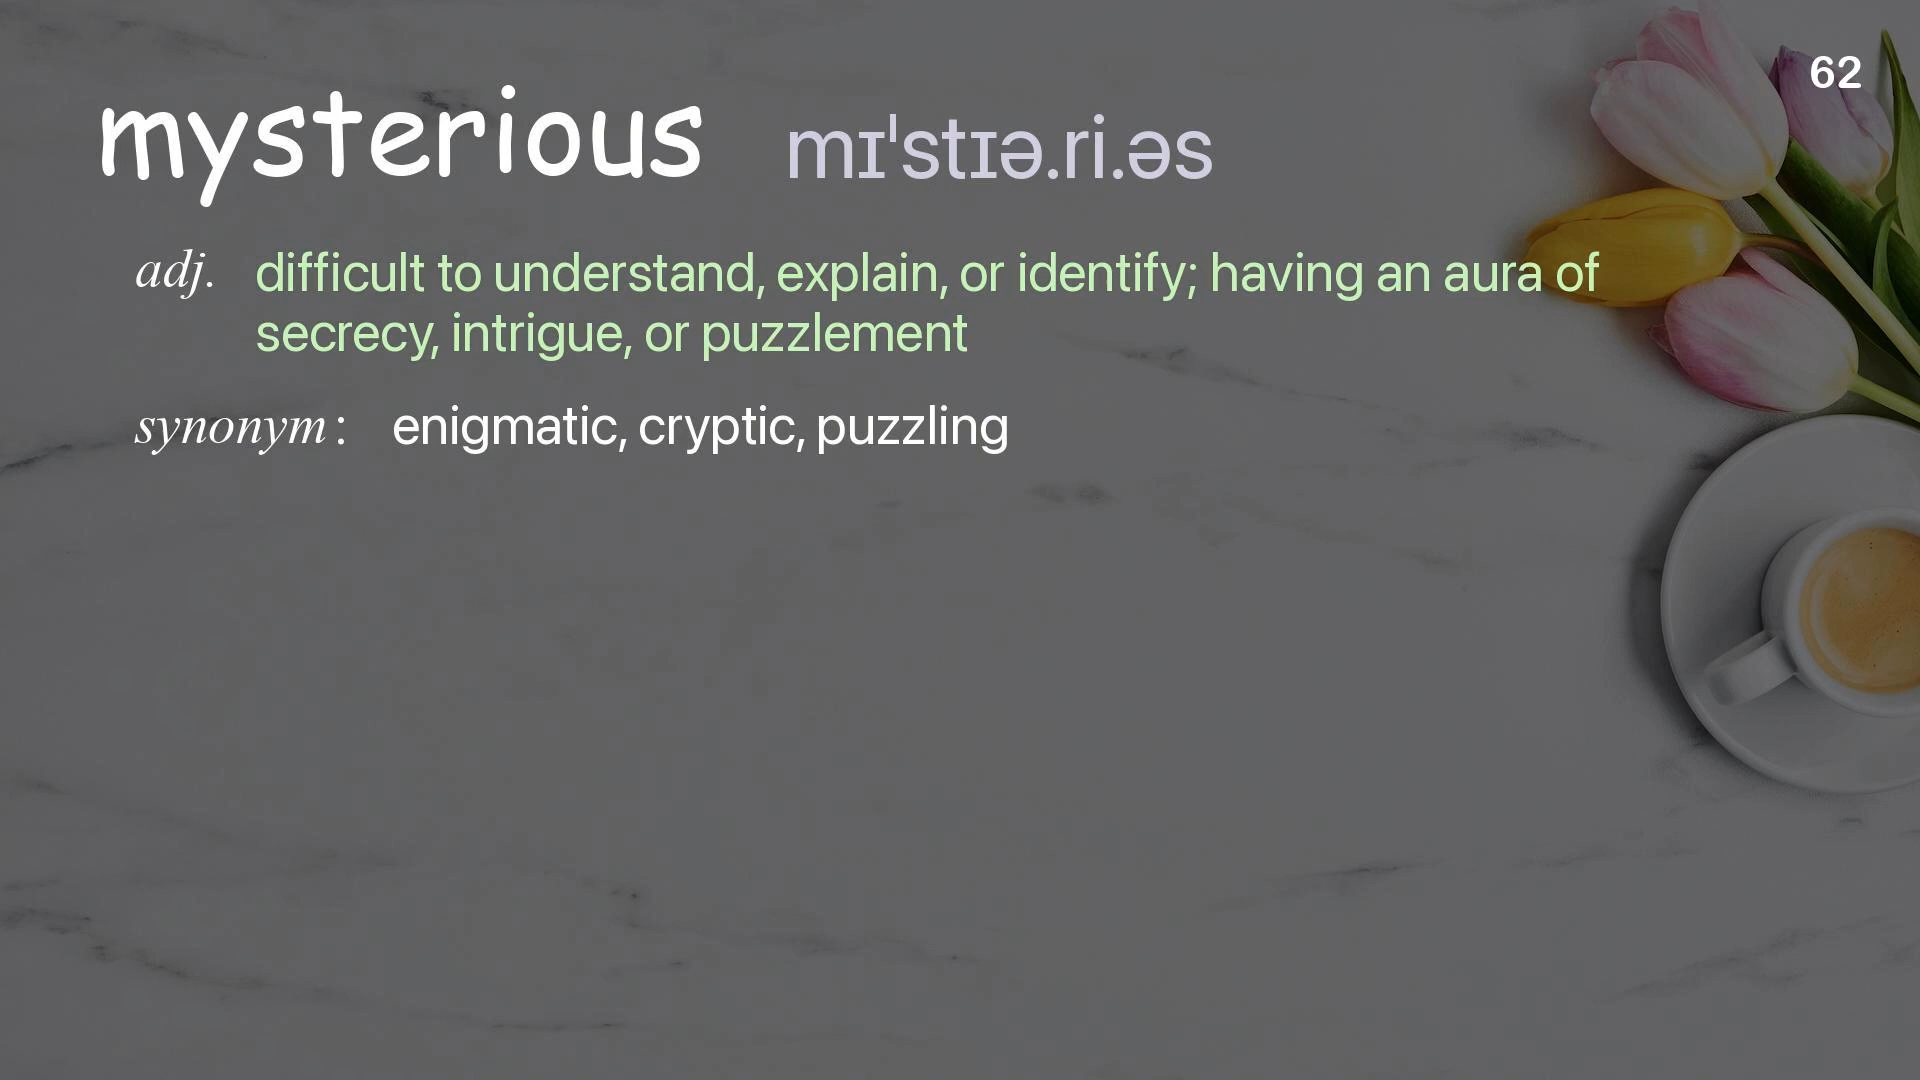 62
mysterious mɪˈstɪə.ri.əs
adj. difficult to understand, explain, or identify; having an aura of
secrecy, intrigue, or puzzlement
synonym : enigmatic, cryptic, puzzling